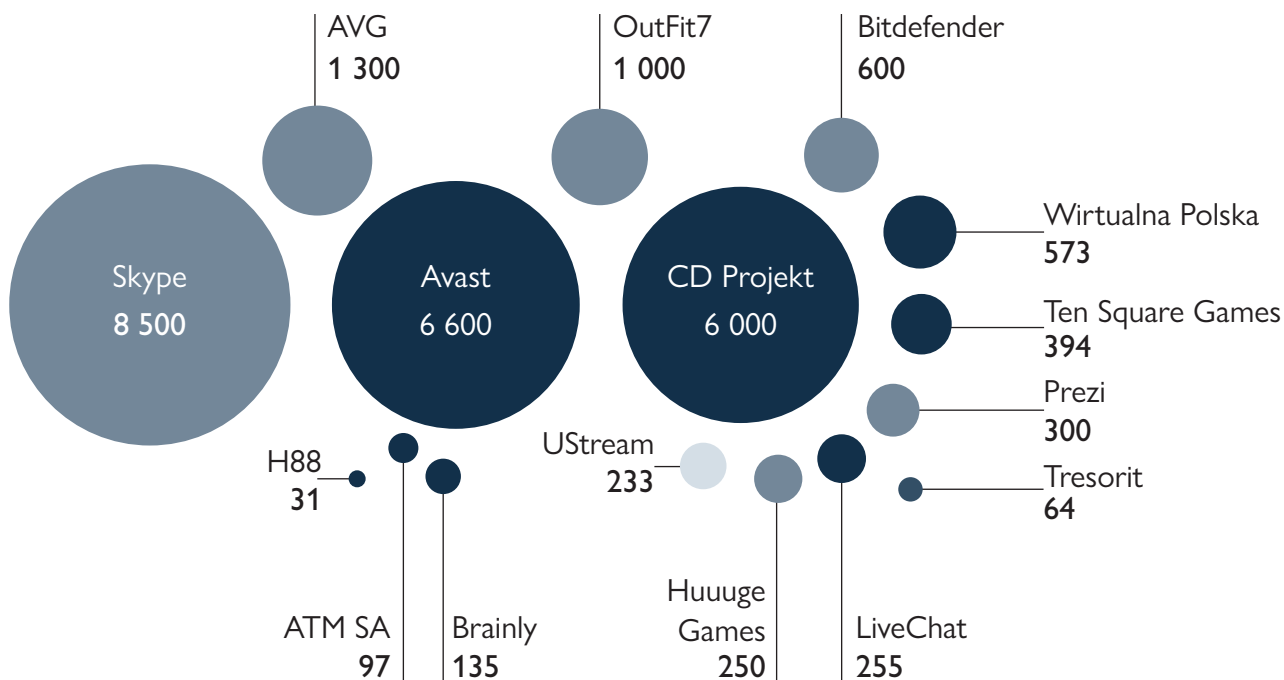 AVG
1 300
OutFit7
1 000
Bitdefender
600
Skype
8 500
Avast
6 600
CD Projekt
6 000
Wirtualna Polska
573
Ten Square Games
394
Prezi
300
Tresorit
64
H88
31
UStream
233
ATM SA
97
Brainly
135
Huuuge
Games
250
LiveChat
255